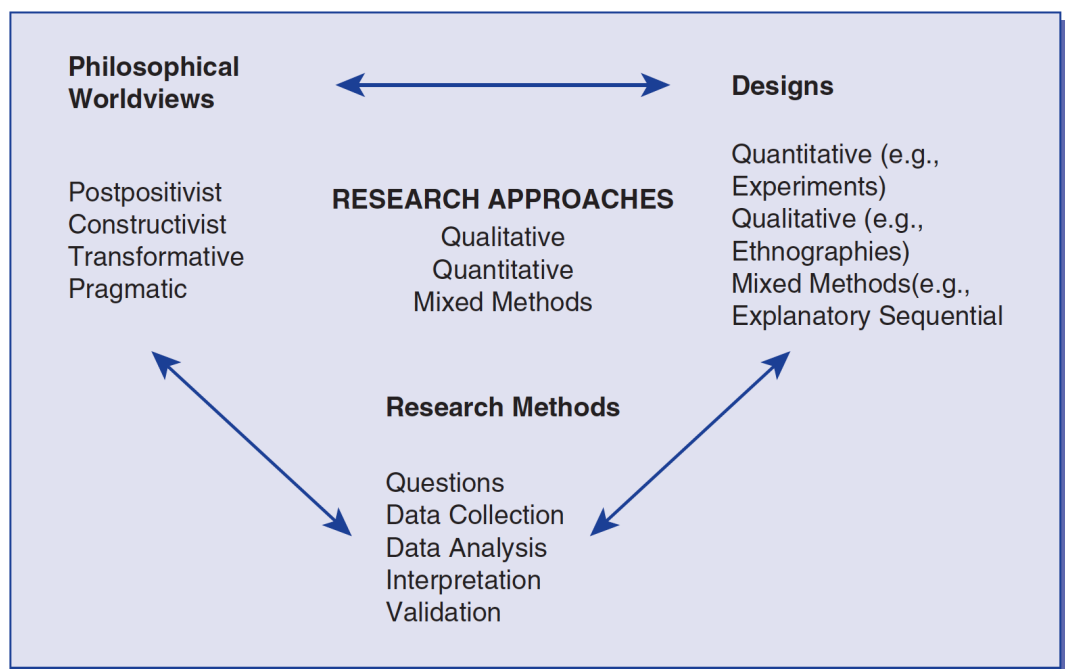 Philosophical
Worldviews
Postpositivist
Constructivist
Transformative
Pragmatic
RESEARCH APPROACHES
Qualitative
Quantitative
Mixed Methods
Designs
Quantitative (e.g.,
Experiments)
Qualitative (e.g.,
Ethnographies)
Mixed Methods(e.g.,
Explanatory Sequential
Research Methods
Questions
Data Collection
Data Analysis
Interpretation
Validation